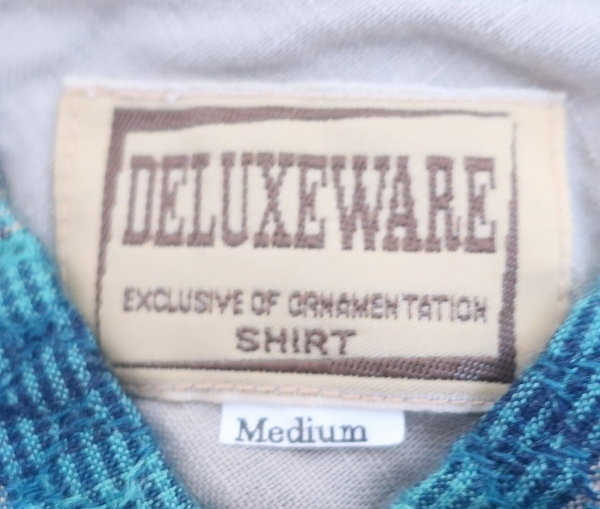 DELUXEWARE
EXCLUSIVE OF ORNAMENTATION
SHIRT
Medium